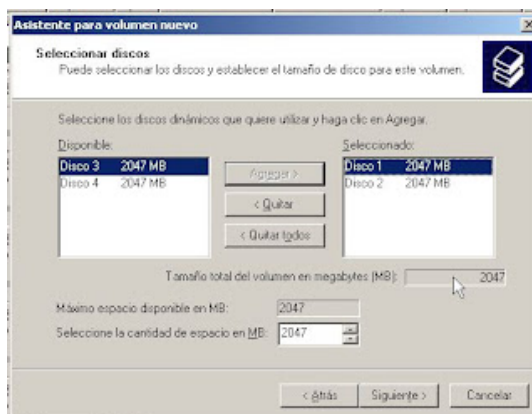 Asistente para volumen nuevo
Seleccionar discos
Puede seleccionar los discos y establecer el tamaño de disco para este volumen.
Seleccione los discos dinámicos que quiere utilizar y haga clic en Agregar.
Disponible: Seleccionado:
Disco 3 2047 MB Agregar > Disco 1 2047 MB
Disco 4 2047 MB Disco 2 2047 MB
< Quitar
< Quitar todos
Tamaño total del volumen en megabytes (MB): 2047
Máximo espacio disponible en MB: 2047
Seleccione la cantidad de espacio en MB: 2047
< Atrás Siguiente > Cancelar